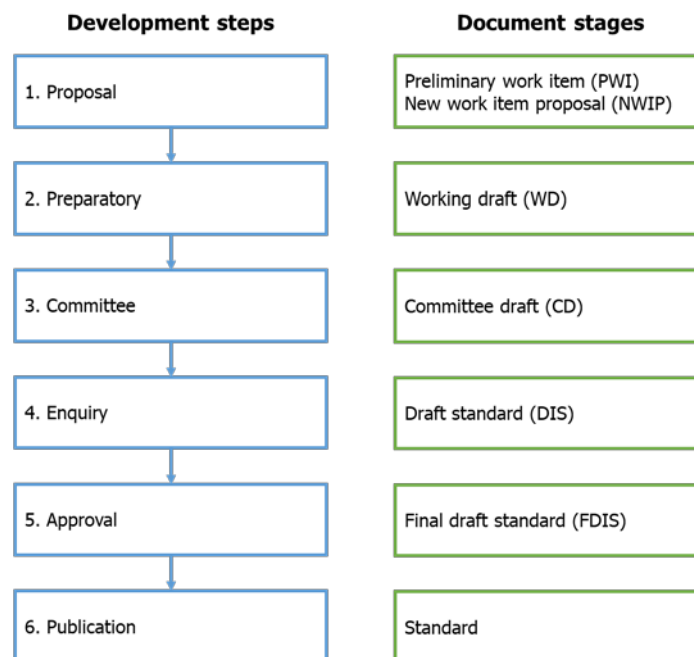 Development steps
Document stages
1. Proposal
Preliminary work item (PWI)
New work item proposal (NWIP)
2. Preparatory
Working draft (WD)
3. Committee
Committee draft (CD)
4. Enquiry
Draft standard (DIS)
5. Approval
Final draft standard (FDIS)
6. Publication
Standard